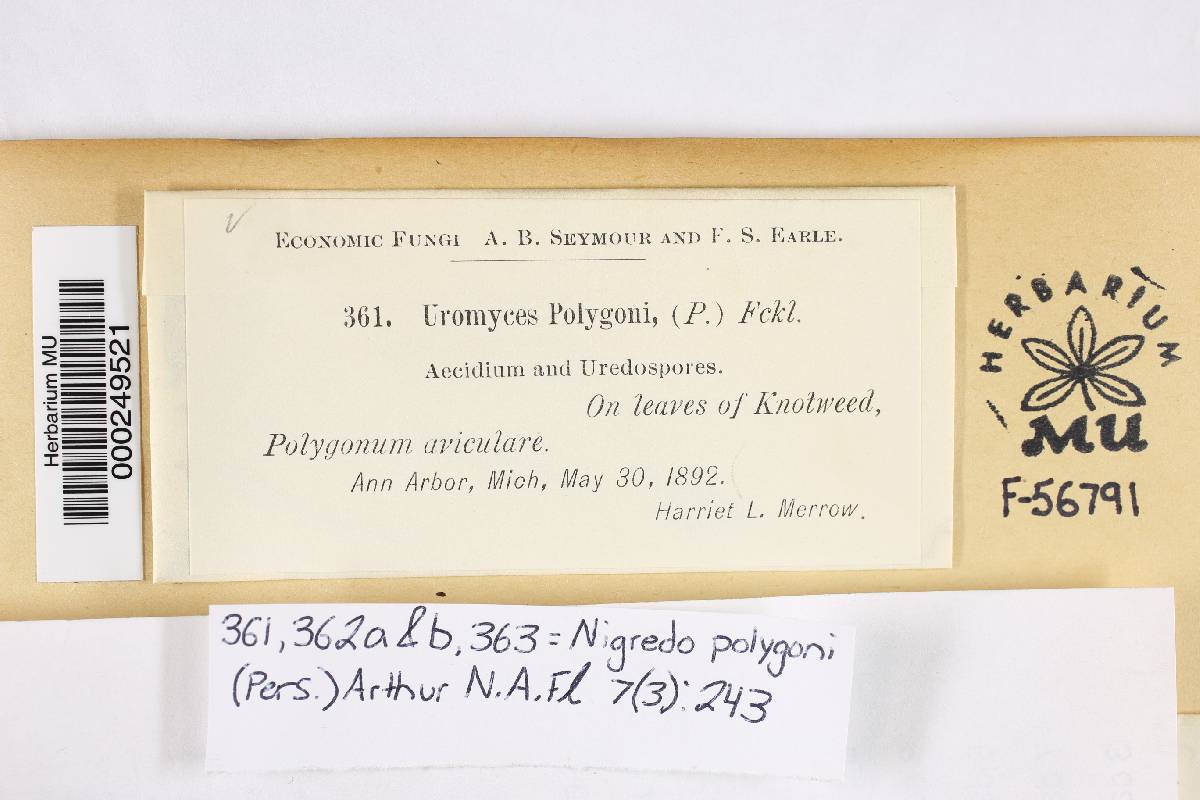 Herbarium MU
000249521
ECONOMIC FUNGI A. B. SEYMOUR AND F. S. EARLE.
361. Uromyces Polygoni, (P.) Fckl.
Aecidium and Uredospores.
On leaves of Knotweed,
Polygonum aviculare.
Ann Arbor, Mich, May 30, 1892.
Harriet L. Merrow.
HERBARIUM
MU
F-56791
361, 362a & b, 363 = Nigredo polygoni
(Pers.) Arthur N.A.Fl 7(3): 243